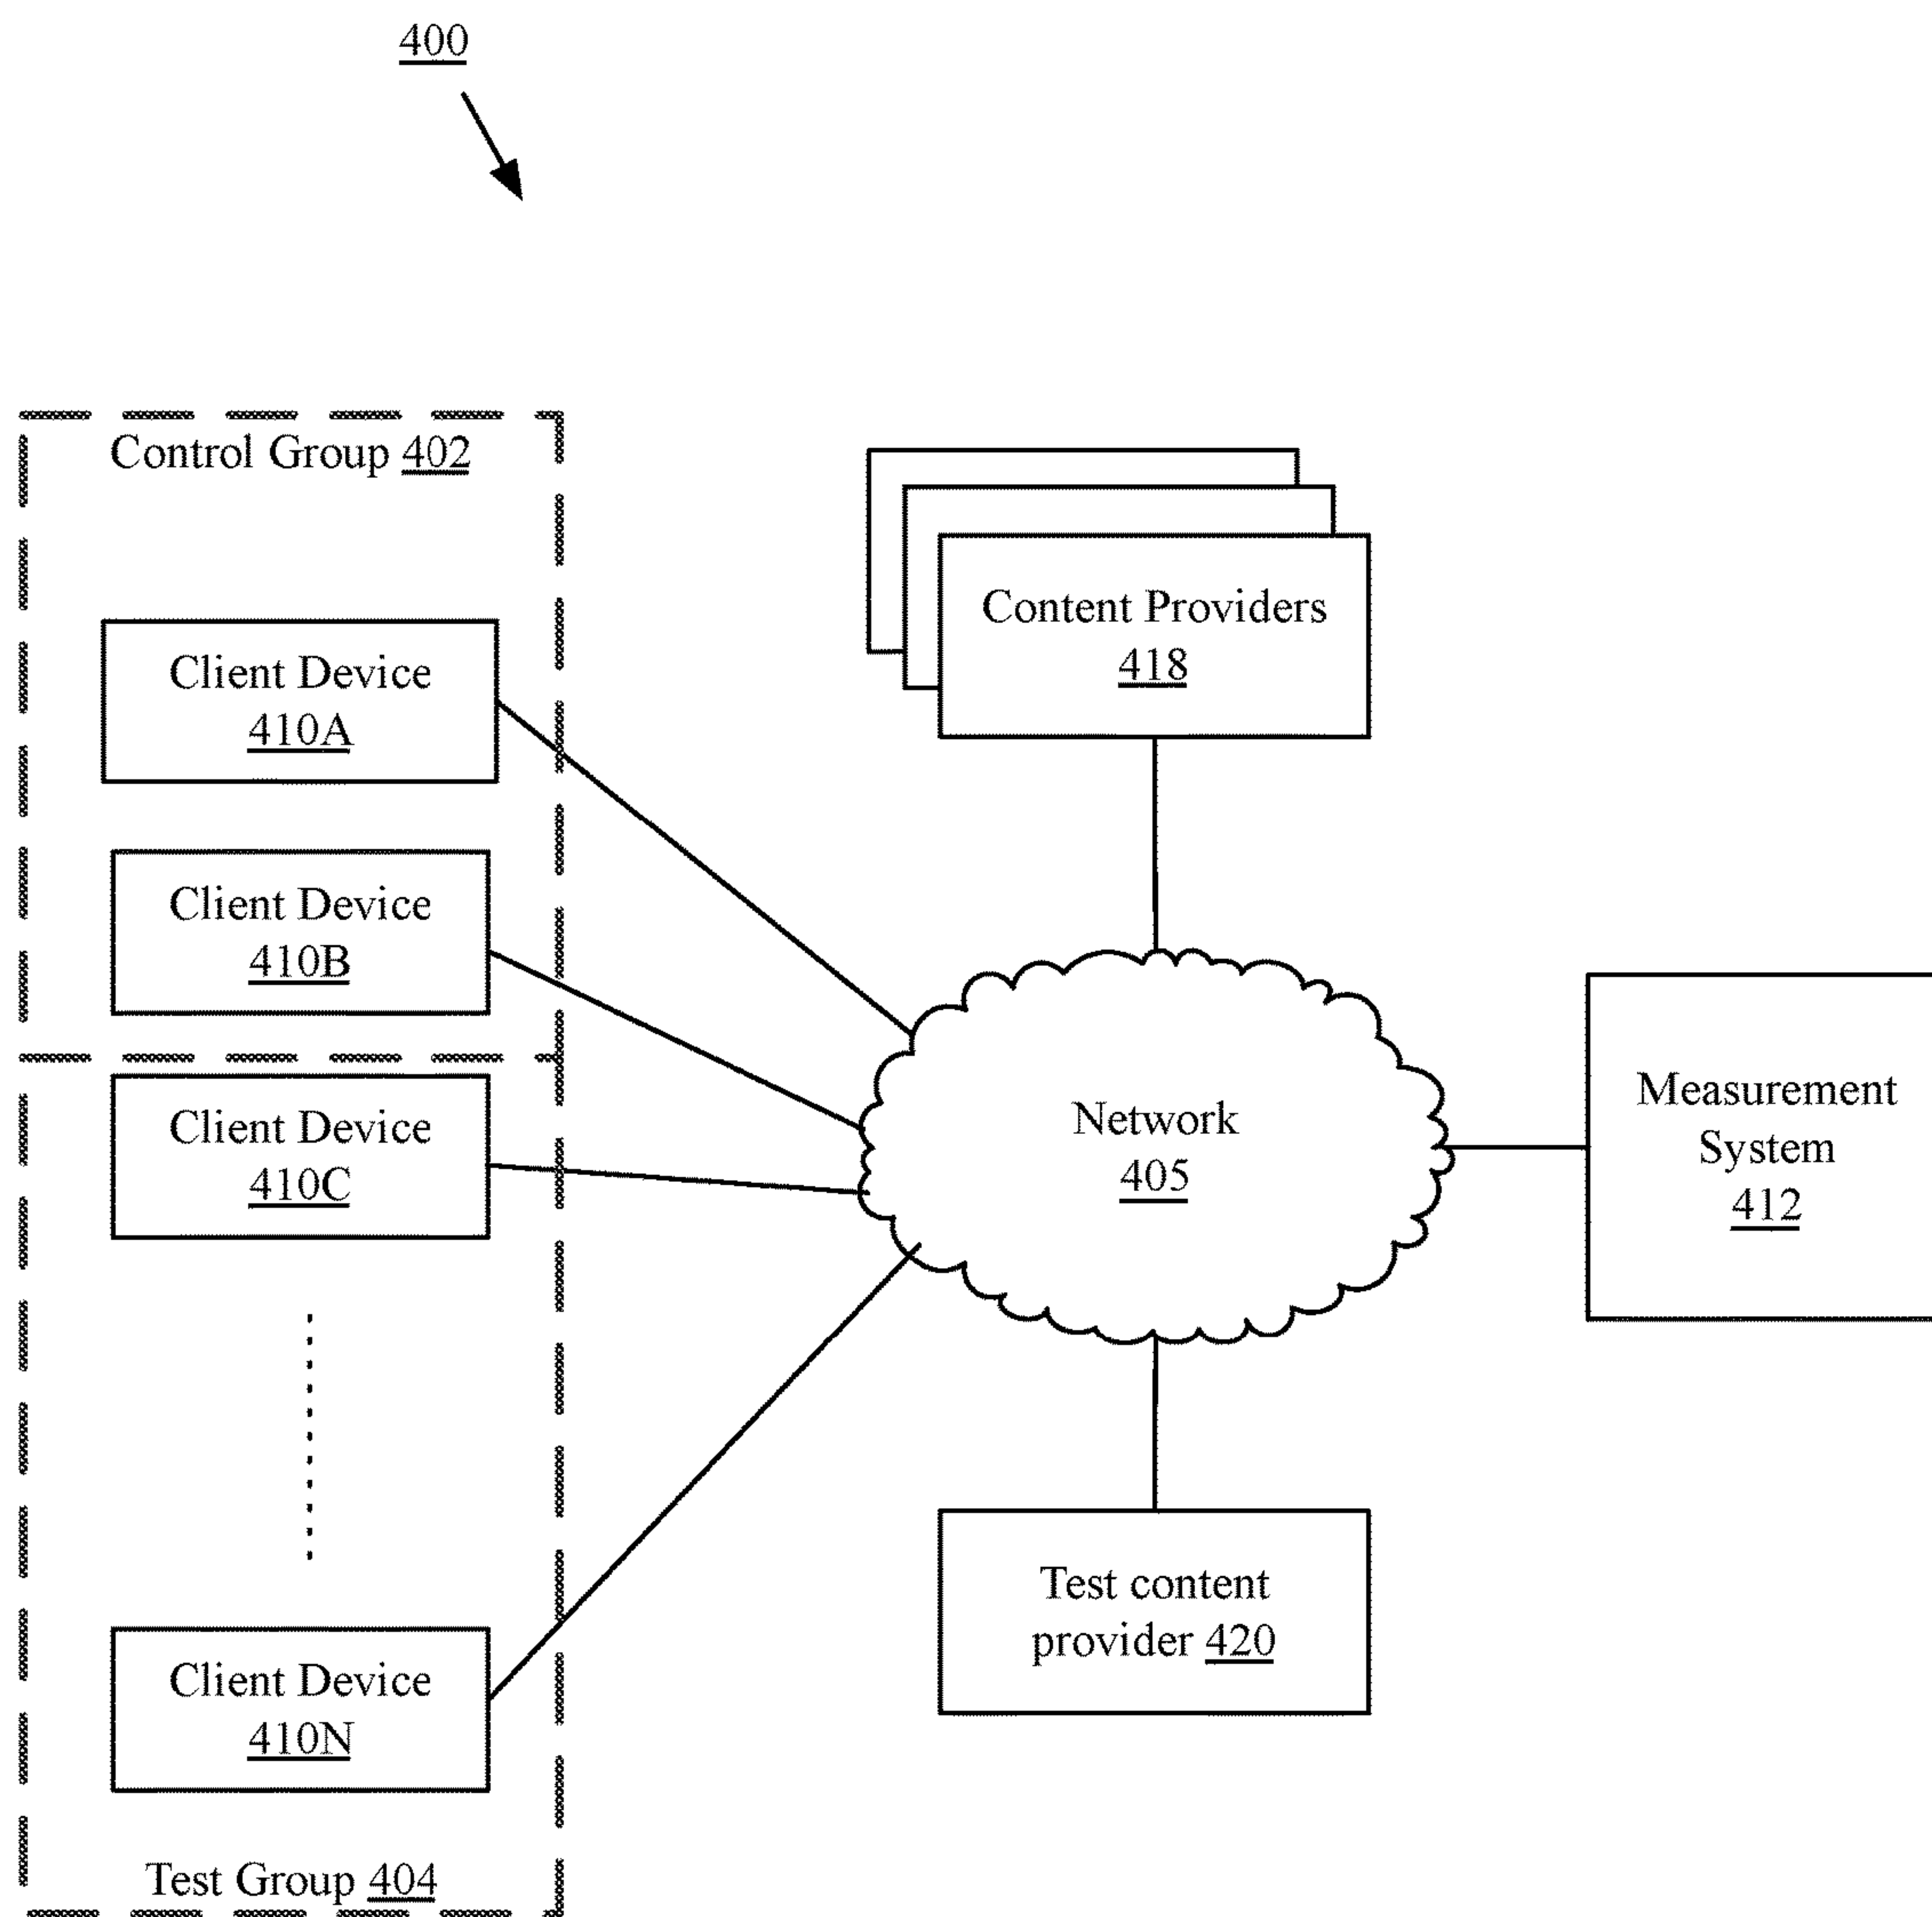 400
Control Group 402
Client Device
410A
Client Device
410B
Client Device
410C
Client Device
410N
Test Group 404
Content Providers
418
Network
405
Test content
provider 420
Measurement
System
412